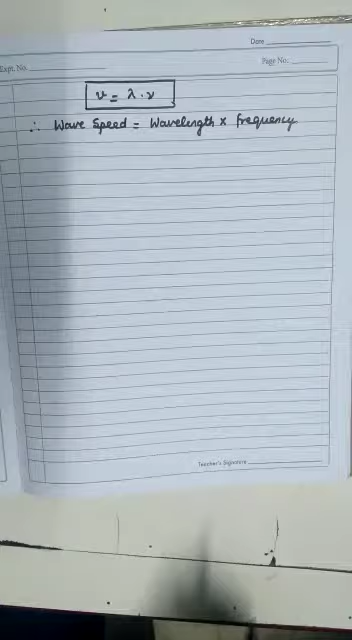 Date
Expt. No.
Page No.
v = λ . ν
∴ Wave Speed = Wavelength x frequency
Teacher's Signature